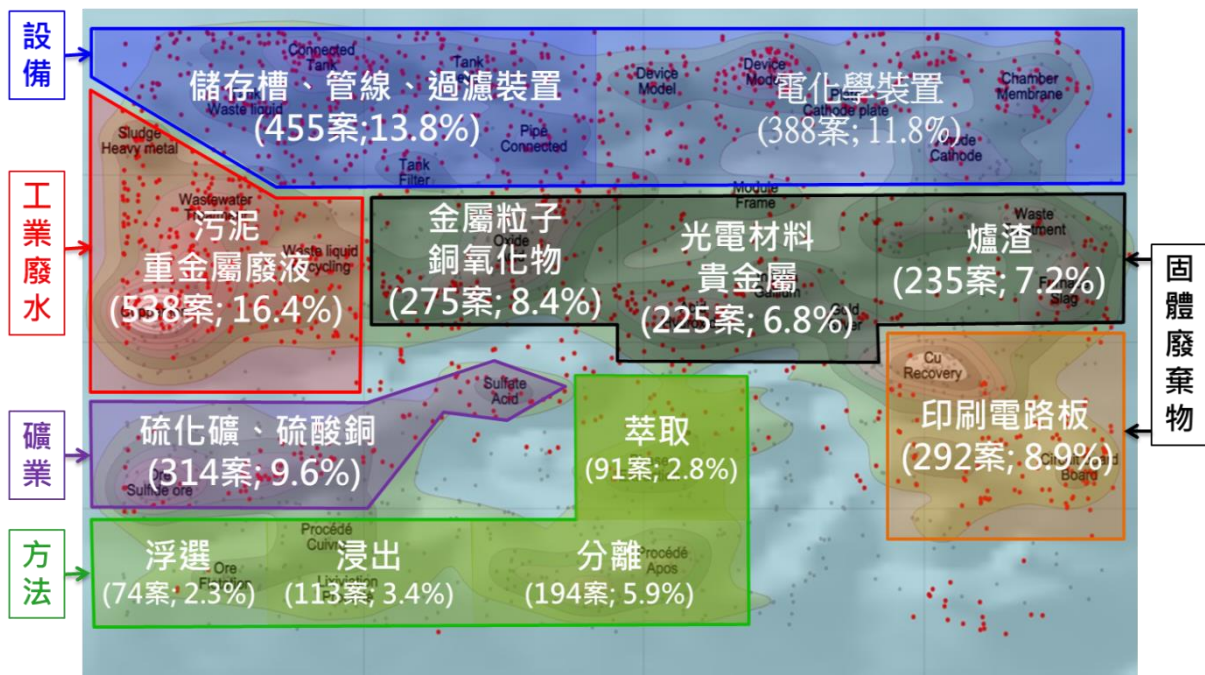 設備
Connected
Tank
Tank
儲存槽、管線、過濾裝置
Waste liquid
(455案;13.8%)
Pipe
Connected
Tank
Filter
Device
Model
Device
電化學裝置
Cathode plate
(388案; 11.8%)
Cathode
Chamber
Membrane
工業廢水
Sludge
Heavy metal
Wastewater
污泥
Waste liquid
重金屬廢液
(538案; 16.4%)
金屬粒子
銅氧化物
Oxide
(275案; 8.4%)
Module
Frame
光電材料
貴金屬
(225案; 6.8%)
Waste
爐渣
(235案; 7.2%)
Slag
固體廢棄物
Cu
Recovery
印刷電路板
(292案; 8.9%)
Board
礦業
Sulfate
Acid
硫化礦、硫酸銅
(314案; 9.6%)
Sulfide ore
方法
萃取
(91案; 2.8%)
浮選
Ore
(74案; 2.3%)
Procédé
浸出
Lixiviation
(113案; 3.4%)
分離
Procédé
Apos
(194案; 5.9%)